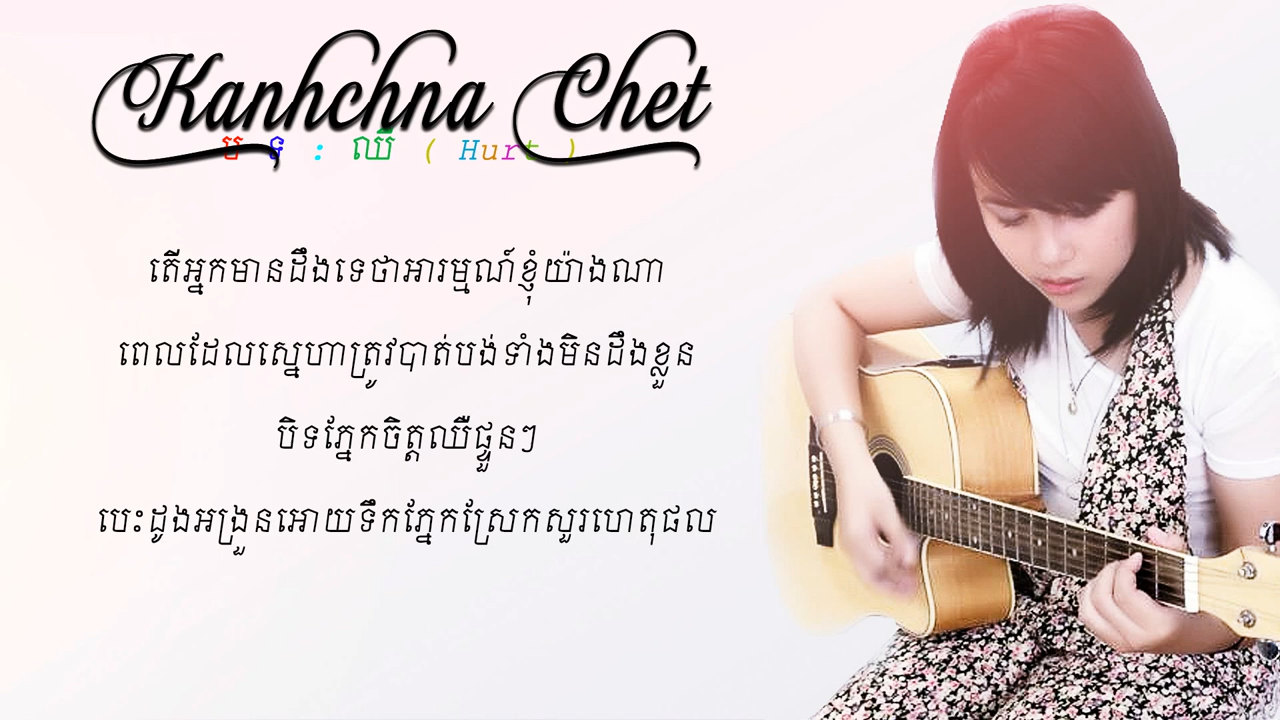 Kanhchna Chet
បទ : ឈឺ ( Hurt )
តើអ្នកមានដឹងទេថាអារម្មណ៍ខ្ញុំយ៉ាងណា
ពេលដែលស្នេហាត្រូវបាត់បង់ទាំងមិនដឹងខ្លួន
បិទភ្នែកចិត្តឈឺផ្ទួនៗ
បេះដូងអង្រួនអោយទឹកភ្នែកស្រែកសួរហេតុផល